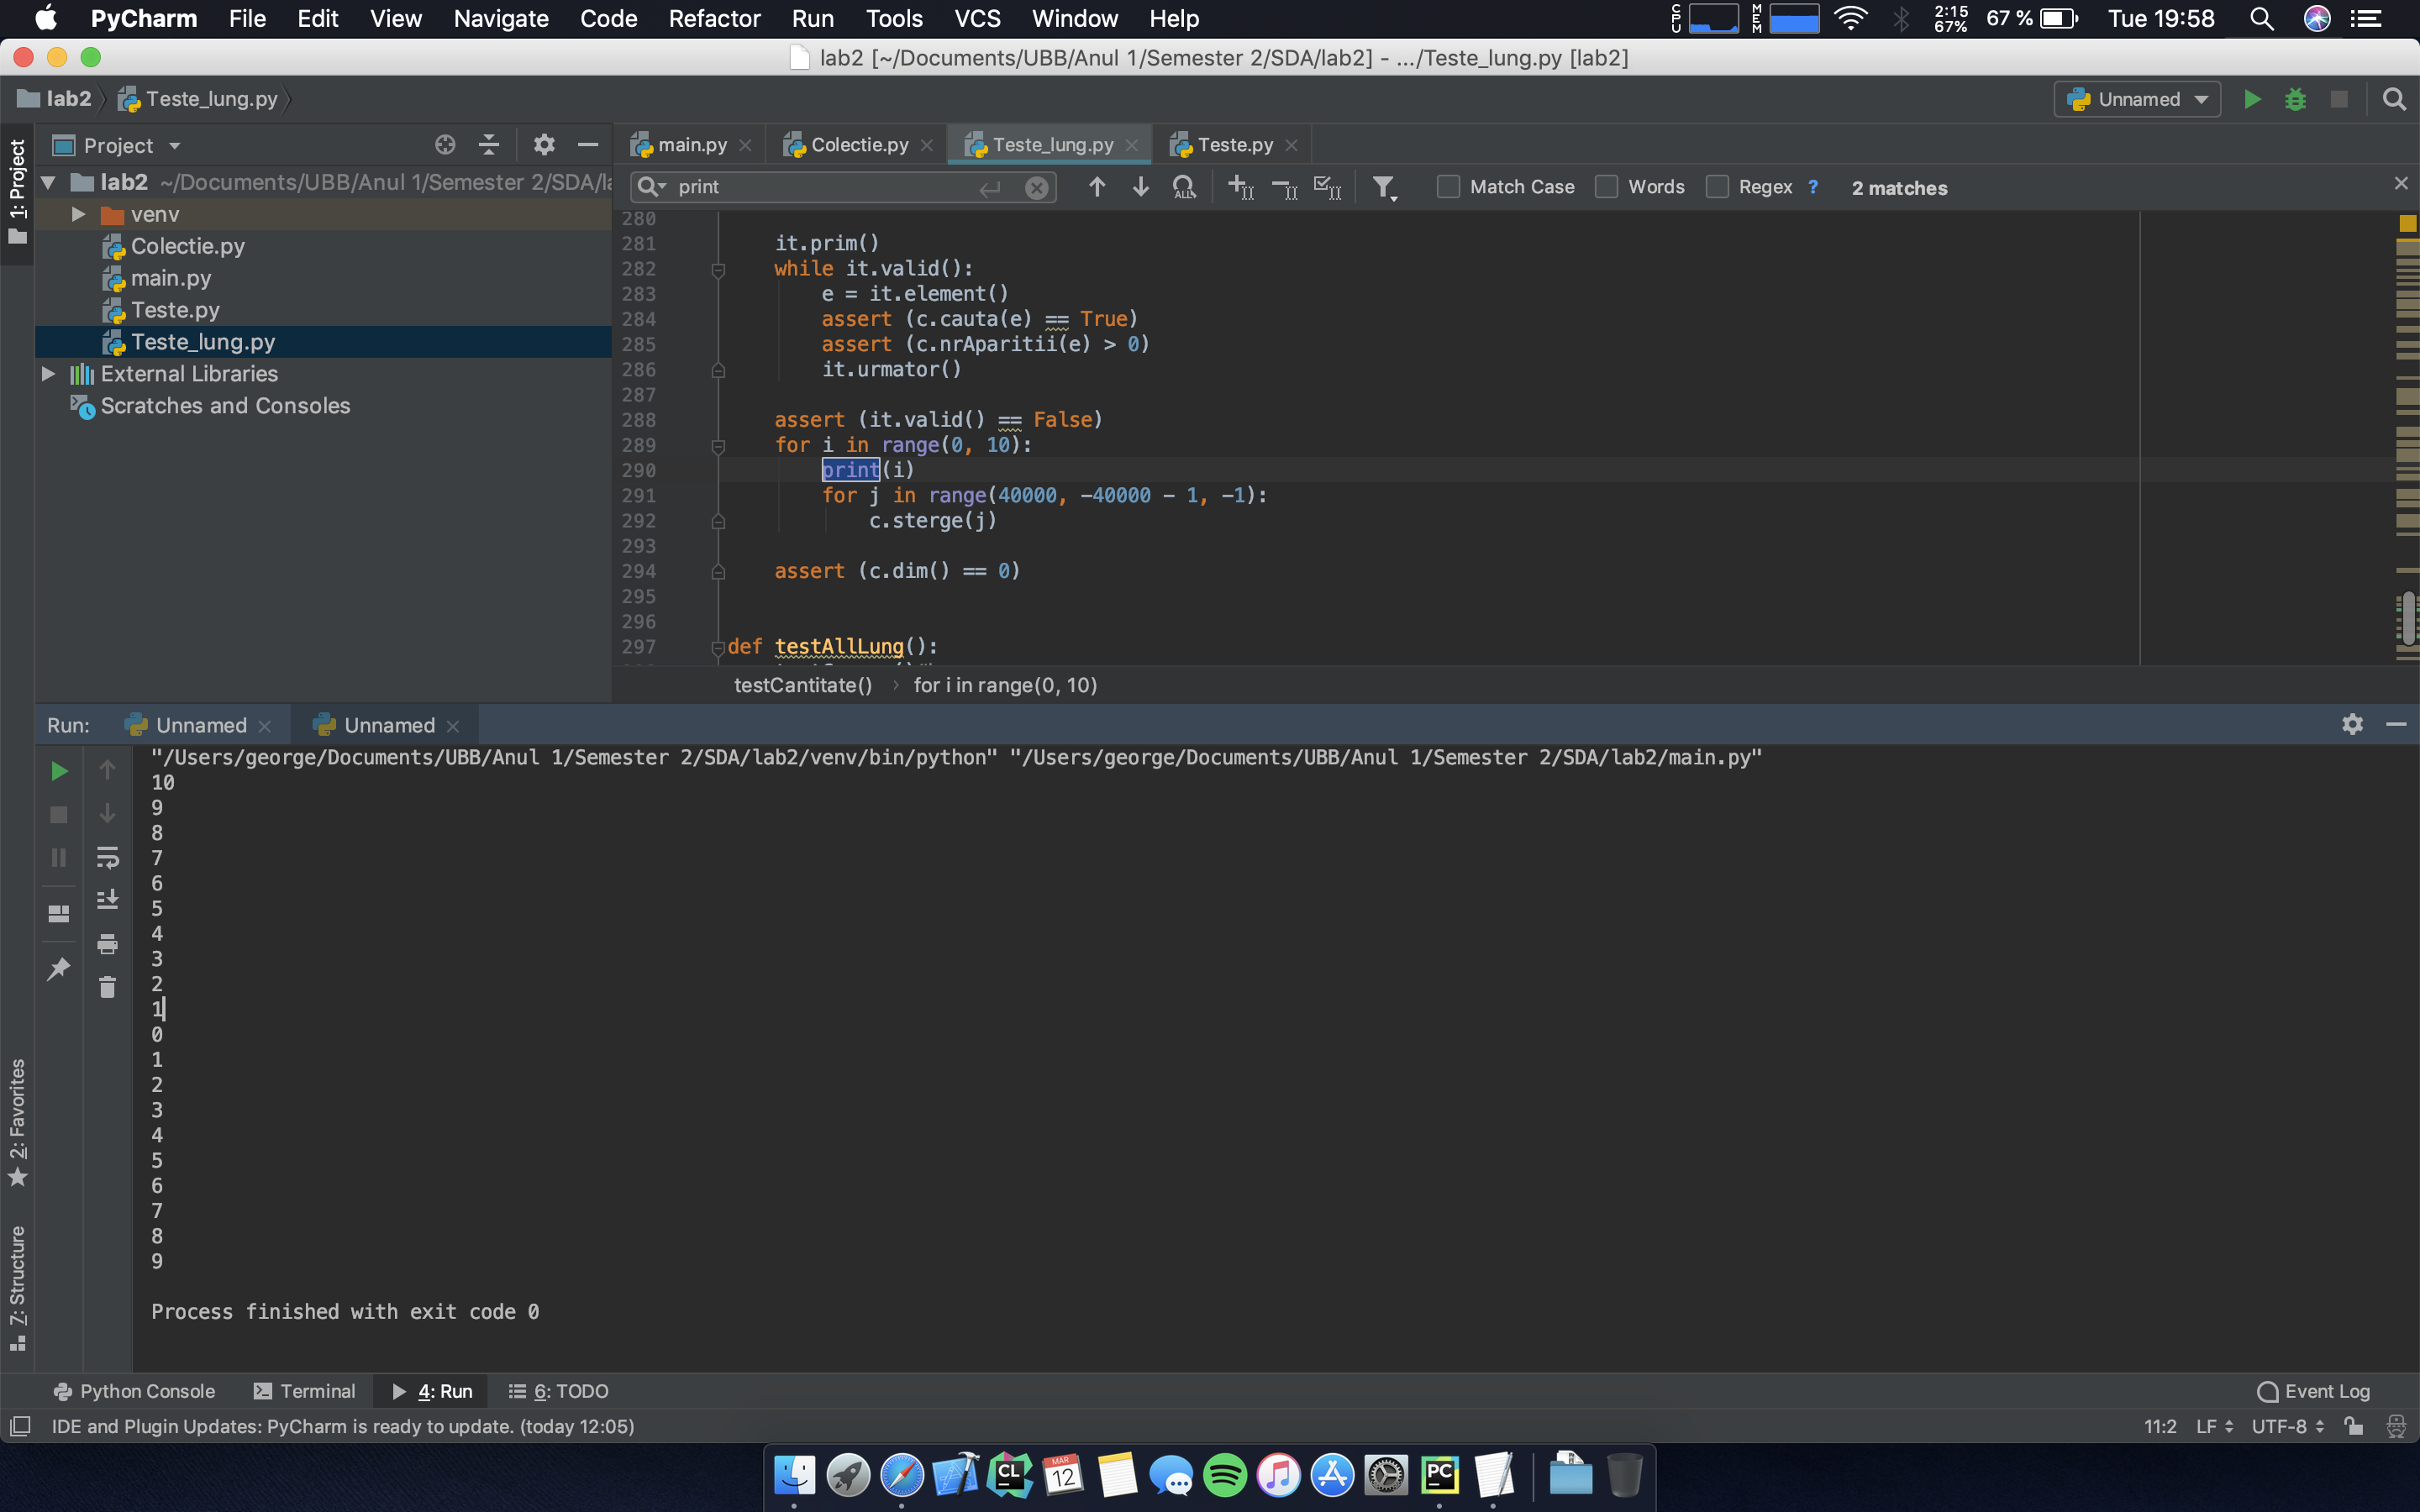 PyCharm File Edit View Navigate Code Refactor Run Tools VCS Window Help CPU MEM 2:15 67% 67 % Tue 19:58
lab2 [~/Documents/UBB/Anul 1/Semester 2/SDA/lab2] - .../Teste_lung.py [lab2]
lab2 Teste_lung.py Unnamed
1: Project
Project
lab2 ~/Documents/UBB/Anul 1/Semester 2/SDA/
venv
Colectie.py
main.py
Teste.py
Teste_lung.py
External Libraries
Scratches and Consoles
main.py Colectie.py Teste_lung.py Teste.py
print Match Case Words Regex ? 2 matches
280
281 it.prim()
282 while it.valid():
283 e = it.element()
284 assert (c.cauta(e) == True)
285 assert (c.nrAparitii(e) > 0)
286 it.urmator()
287
288 assert (it.valid() == False)
289 for i in range(0, 10):
290 print(i)
291 for j in range(40000, -40000 - 1, -1):
292 c.sterge(j)
293
294 assert (c.dim() == 0)
295
296
297 def testAllLung():
testCantitate() › for i in range(0, 10)
Run: Unnamed Unnamed
"/Users/george/Documents/UBB/Anul 1/Semester 2/SDA/lab2/venv/bin/python" "/Users/george/Documents/UBB/Anul 1/Semester 2/SDA/lab2/main.py"
10
9
8
7
6
5
4
3
2
1
0
1
2
3
4
5
6
7
8
9
Process finished with exit code 0
2: Favorites
7: Structure
Python Console Terminal 4: Run 6: TODO Event Log
IDE and Plugin Updates: PyCharm is ready to update. (today 12:05) 11:2 LF UTF-8
CL MAR 12 PC